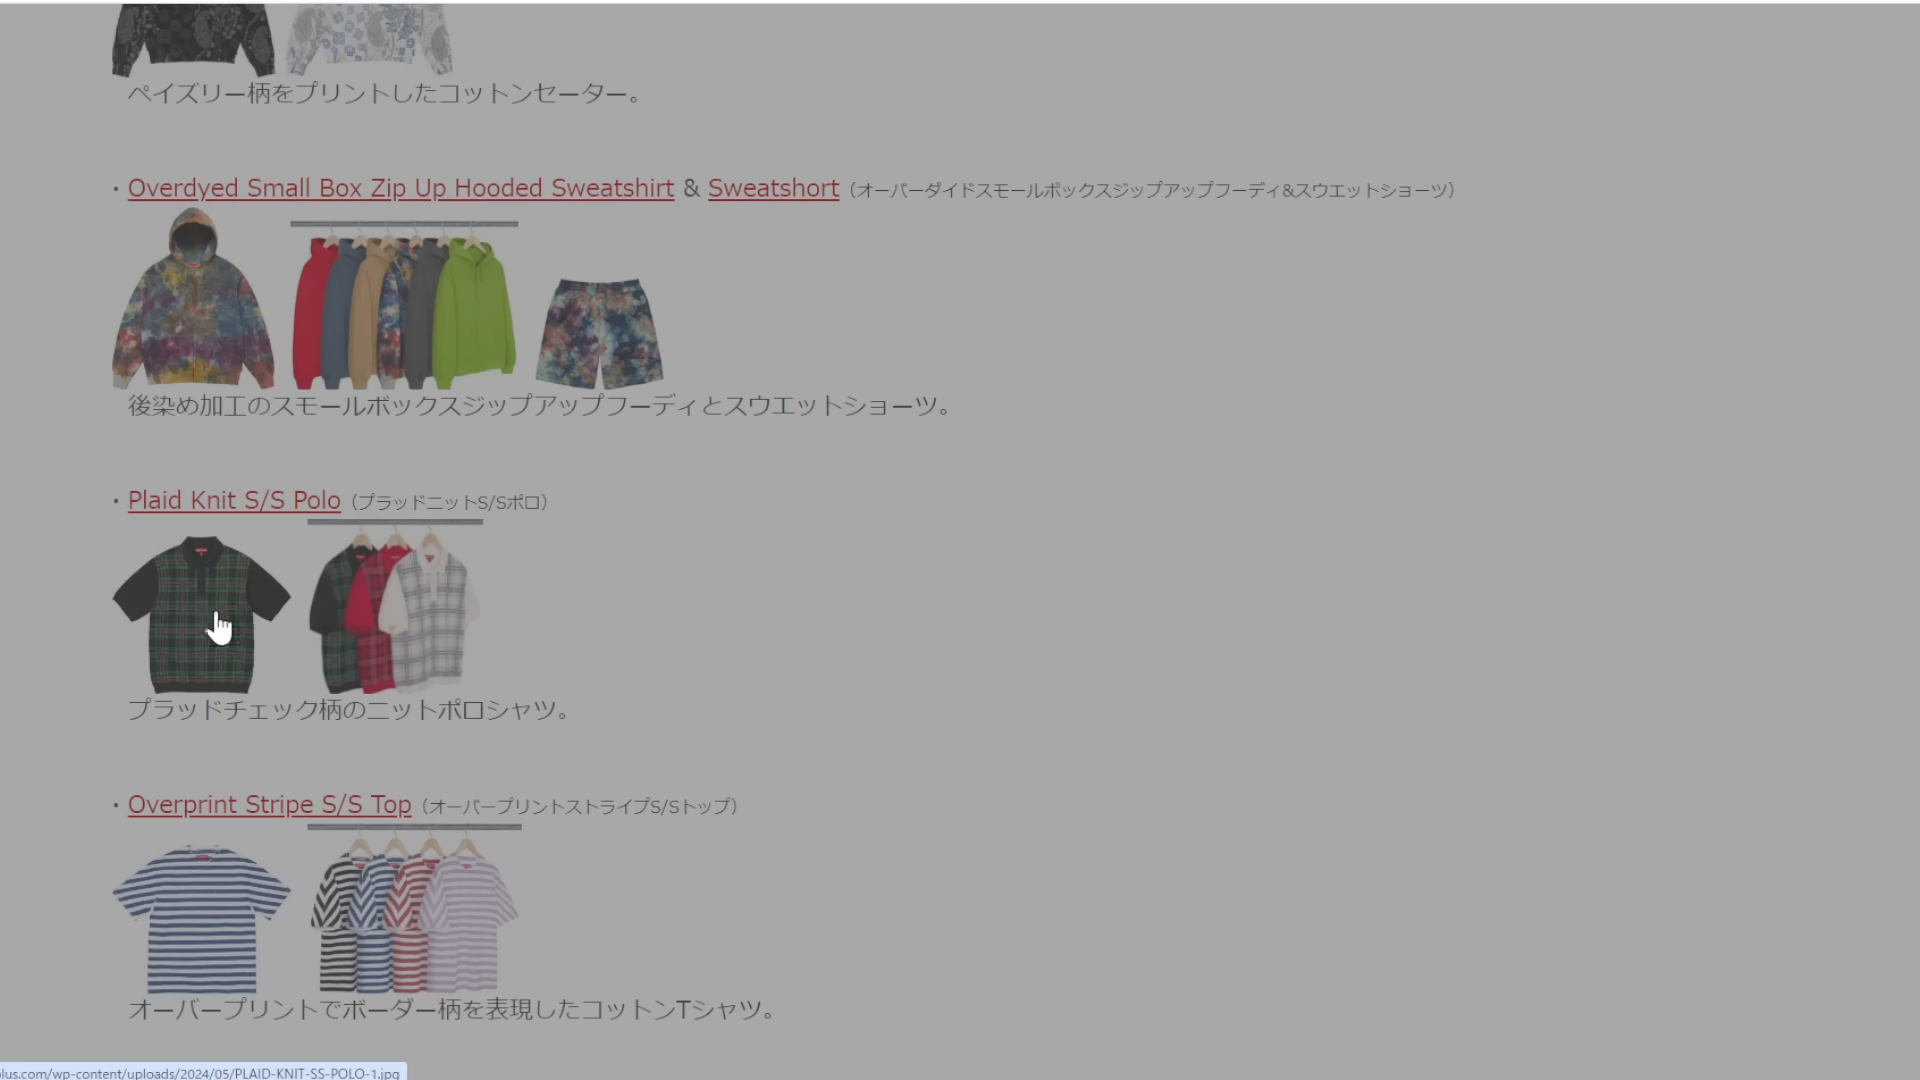 ペイズリー柄をプリントしたコットンセーター。
・Overdyed Small Box Zip Up Hooded Sweatshirt & Sweatshort（オーバーダイドスモールボックスジップアップフーディ&スウエットショーツ）
後染め加工のスモールボックスジップアップフーディとスウエットショーツ。
・Plaid Knit S/S Polo（プラッドニットS/Sポロ）
プラッドチェック柄のニットポロシャツ。
・Overprint Stripe S/S Top（オーバープリントストライプS/Sトップ）
オーバープリントでボーダー柄を表現したコットンTシャツ。
lus.com/wp-content/uploads/2024/05/PLAID-KNIT-SS-POLO-1.jpg